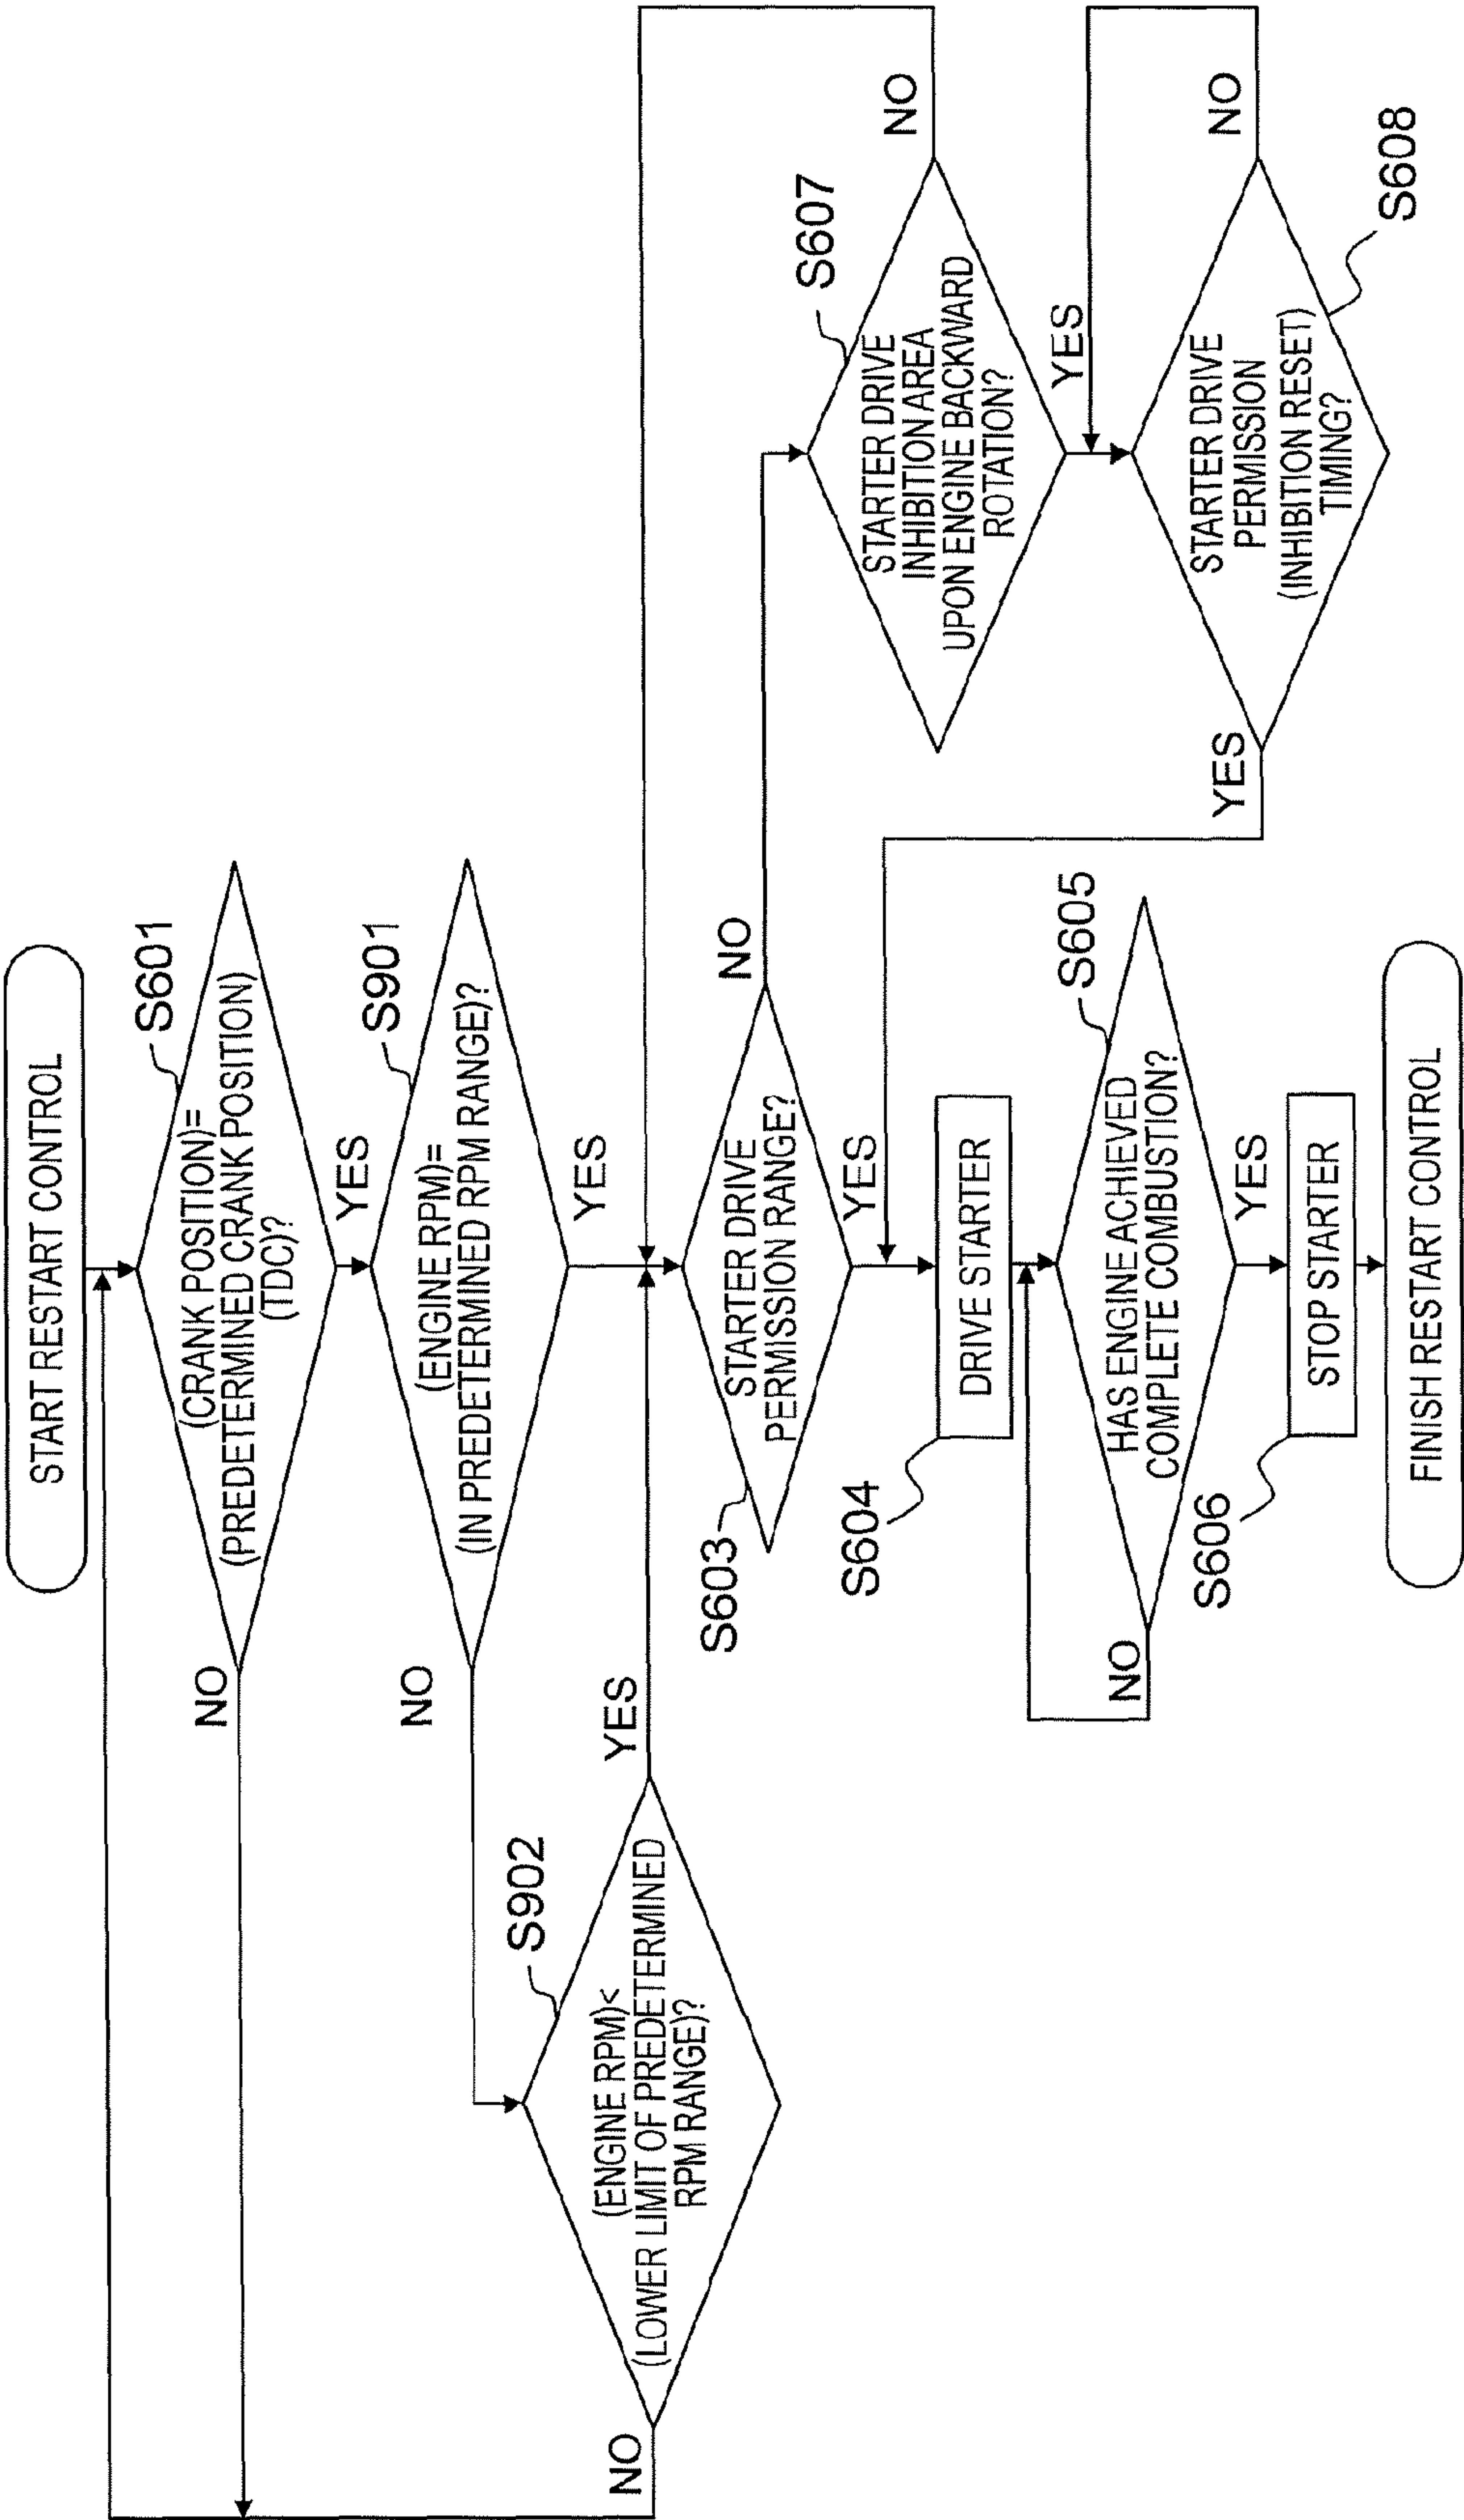 START RESTART CONTROL
S601
(CRANK POSITION)=
(PREDETERMINED CRANK POSITION)
(TDC)?
NO
YES
S901
(ENGINE RPM)=
(IN PREDETERMINED RPM RANGE)?
NO
YES
S902
(ENGINE RPM)<
(LOWER LIMIT OF PREDETERMINED
RPM RANGE)?
NO
YES
S603
STARTER DRIVE
PERMISSION RANGE?
NO
YES
S607
STARTER DRIVE
INHIBITION AREA
UPON ENGINE BACKWARD
ROTATION?
NO
YES
S608
STARTER DRIVE
PERMISSION
(INHIBITION RESET)
TIMING?
NO
YES
S604
DRIVE STARTER
S605
HAS ENGINE ACHIEVED
COMPLETE COMBUSTION?
NO
YES
S606
STOP STARTER
FINISH RESTART CONTROL